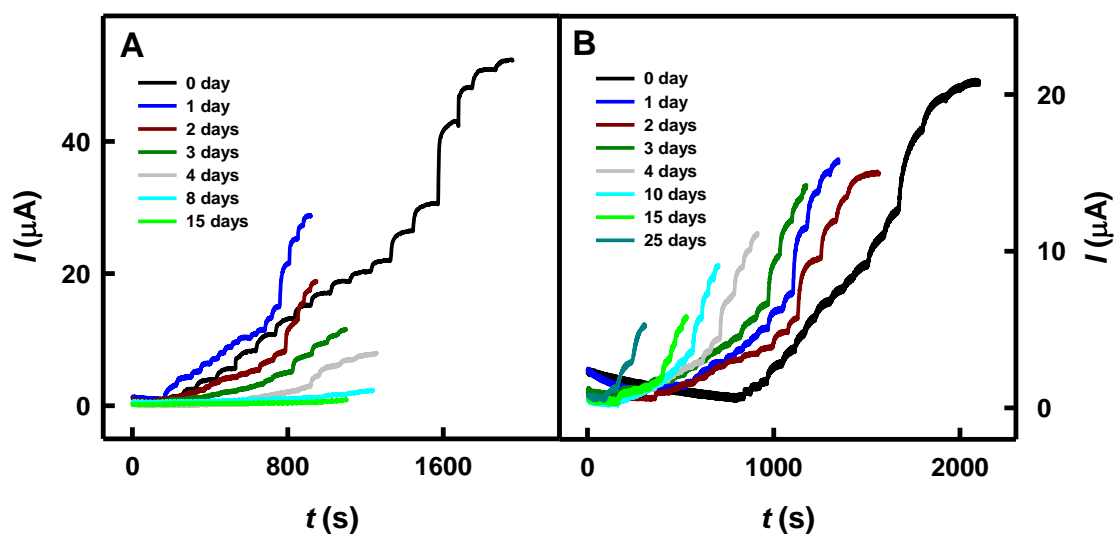 A
0 day
1 day
2 days
3 days
4 days
8 days
15 days
40
20
0
0
800
1600
I (μA)
t (s)
B
0 day
1 day
2 days
3 days
4 days
10 days
15 days
25 days
20
10
0
0
1000
2000
I (μA)
t (s)